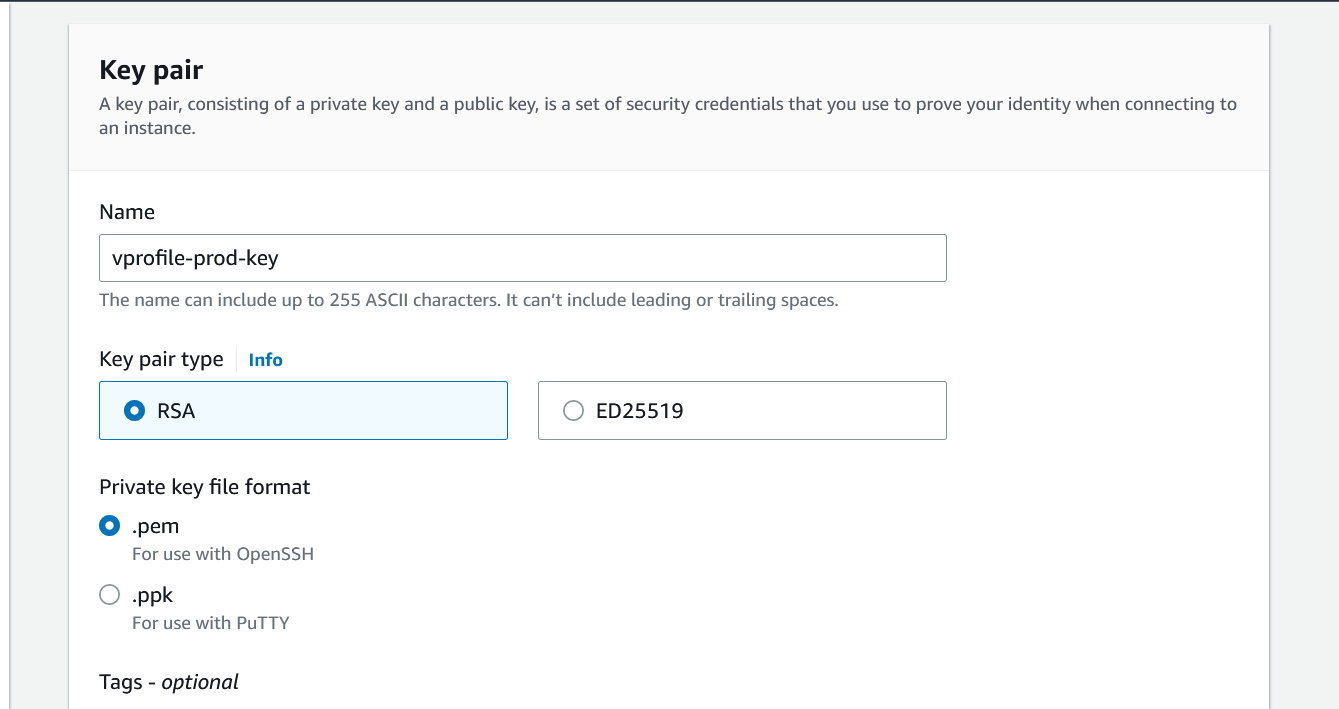 Key pair
A key pair, consisting of a private key and a public key, is a set of security credentials that you use to prove your identity when connecting to
an instance.
Name
vprofile-prod-key
The name can include up to 255 ASCII characters. It can’t include leading or trailing spaces.
Key pair type Info
RSA ED25519
Private key file format
.pem
For use with OpenSSH
.ppk
For use with PuTTY
Tags - optional